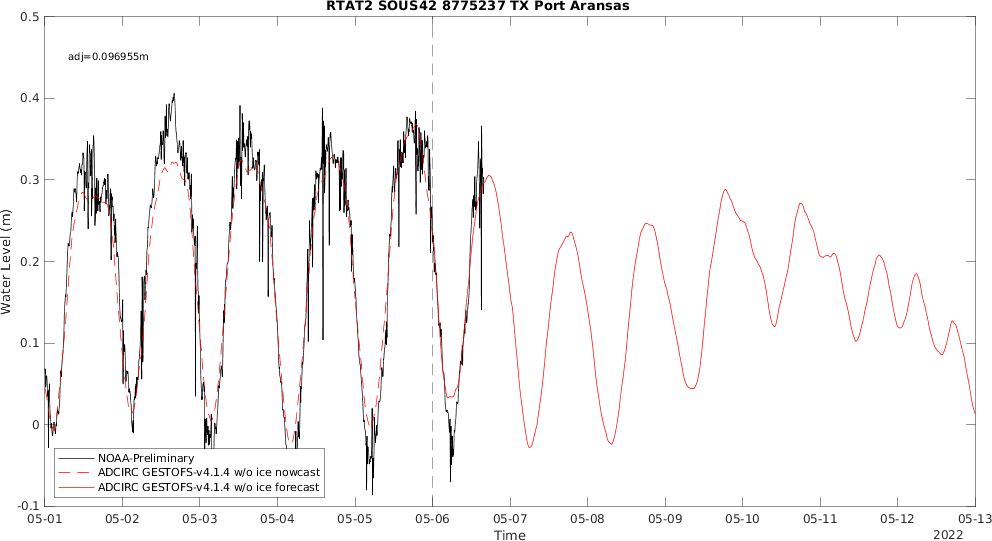 RTAT2 SOUS42 8775237 TX Port Aransas
adj=0.096955m
Water Level (m)
0.5
0.4
0.3
0.2
0.1
0
-0.1
NOAA-Preliminary
ADCIRC GESTOFS-v4.1.4 w/o ice nowcast
ADCIRC GESTOFS-v4.1.4 w/o ice forecast
05-01 05-02 05-03 05-04 05-05 05-06 05-07 05-08 05-09 05-10 05-11 05-12 05-13
Time
2022